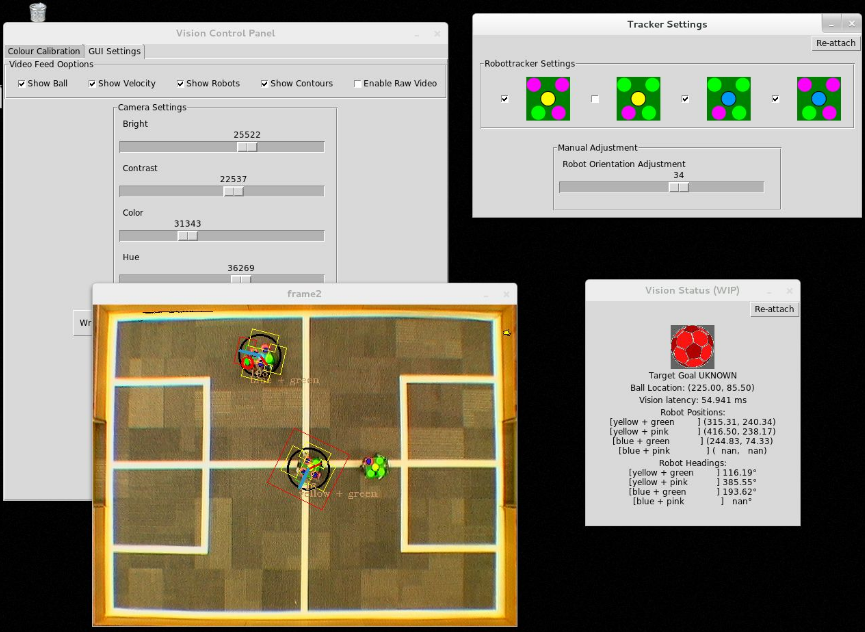 Vision Control Panel
Colour Calibration
GUI Settings
Video Feed Ooptions
Show Ball
Show Velocity
Show Robots
Show Contours
Enable Raw Video
Camera Settings
Bright
25522
Contrast
22537
Color
31343
Hue
36269
Wr
Tracker Settings
Re-attach
Robottracker Settings
Manual Adjustment
Robot Orientation Adjustment
34
frame2
+ green
yellow + green
Vision Status (WIP)
Re-attach
Target Goal UKNOWN
Ball Location: (225.00, 85.50)
Vision latency: 54.941 ms
Robot Positions:
[yellow + green ] (315.31, 240.34)
[yellow + pink ] (416.50, 238.17)
[blue + green ] (244.83, 74.33)
[blue + pink ] ( nan, nan)
Robot Headings:
[yellow + green ] 116.19°
[yellow + pink ] 385.55°
[blue + green ] 193.62°
[blue + pink ] nan°